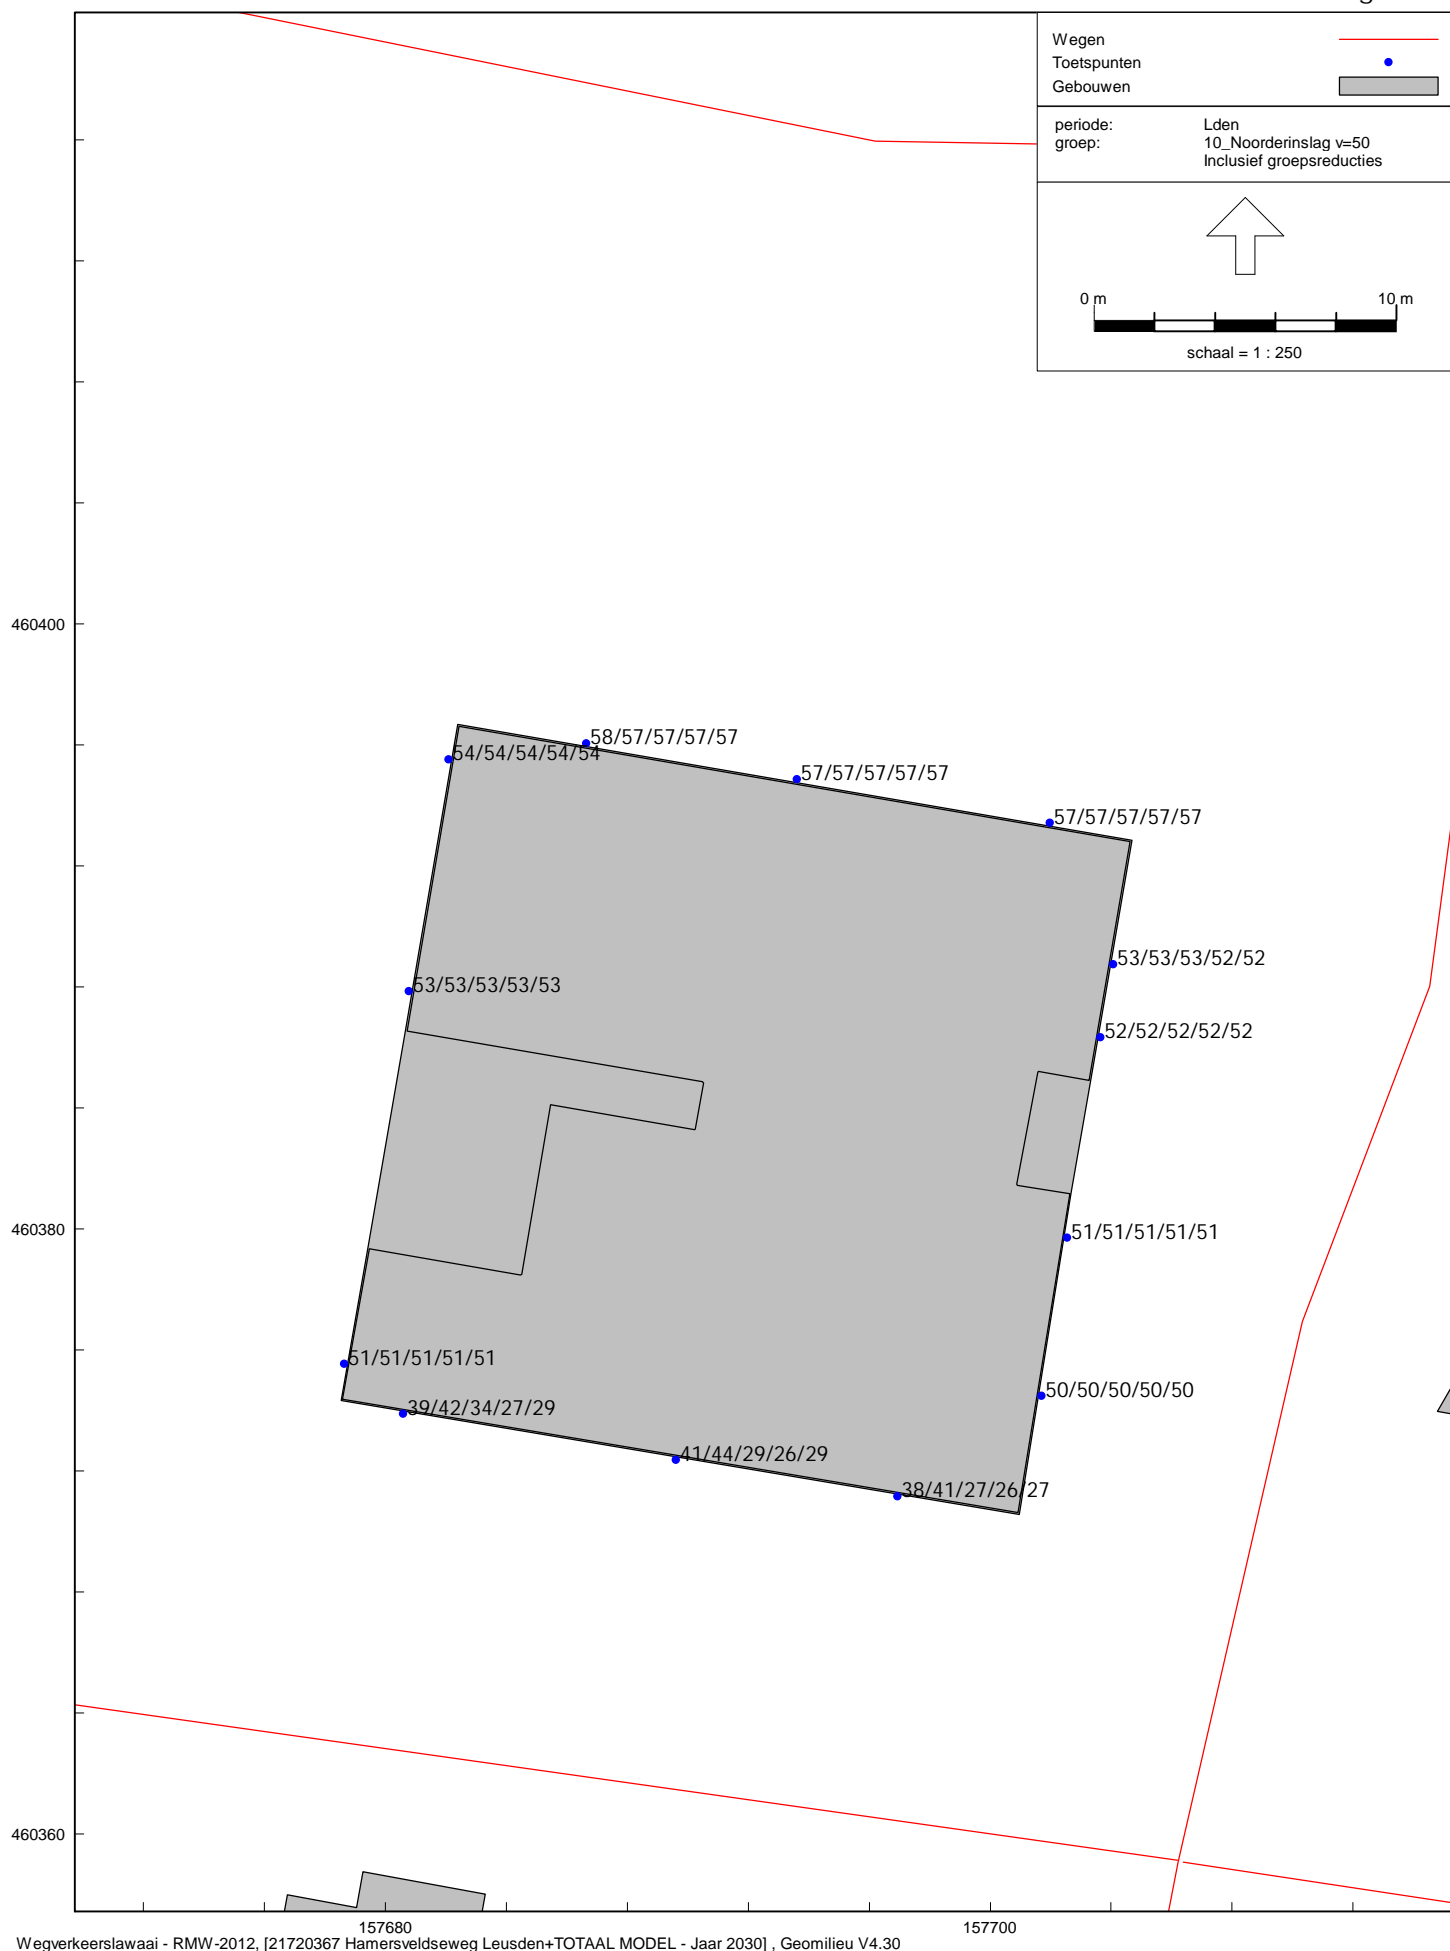 Wegen
Toetspunten
Gebouwen
periode: Lden
groep: 10_Noorderinslag v=50
Inclusief groepsreducties
0 m 10 m
schaal = 1 : 250
460400
58/57/57/57/57
54/54/54/54/54
57/57/57/57/57
57/57/57/57/57
53/53/53/52/52
53/53/53/53/53
52/52/52/52/52
460380
51/51/51/51/51
51/51/51/51/51
50/50/50/50/50
39/42/34/27/29
41/44/29/26/29
38/41/27/26/27
460360
157680 157700
Wegverkeerslawaai - RMW-2012, [21720367 Hamersveldseweg Leusden+TOTAAL MODEL - Jaar 2030] , Geomilieu V4.30